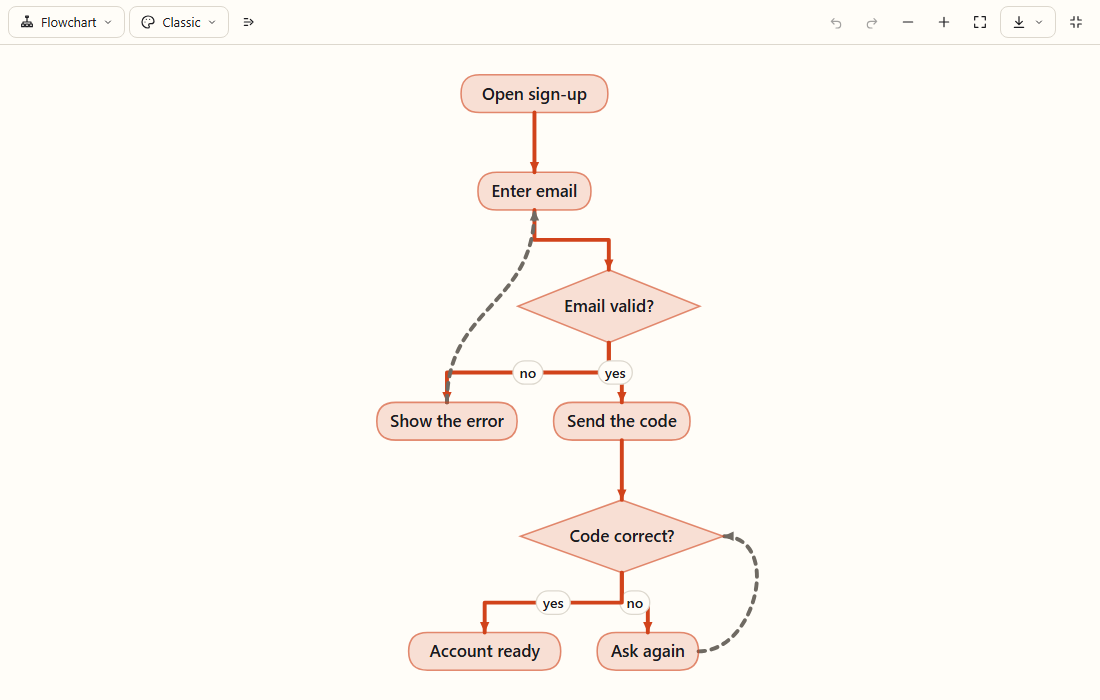 Flowchart
Classic
Open sign-up
Enter email
Email valid?
no
yes
Show the error
Send the code
Code correct?
yes
no
Account ready
Ask again